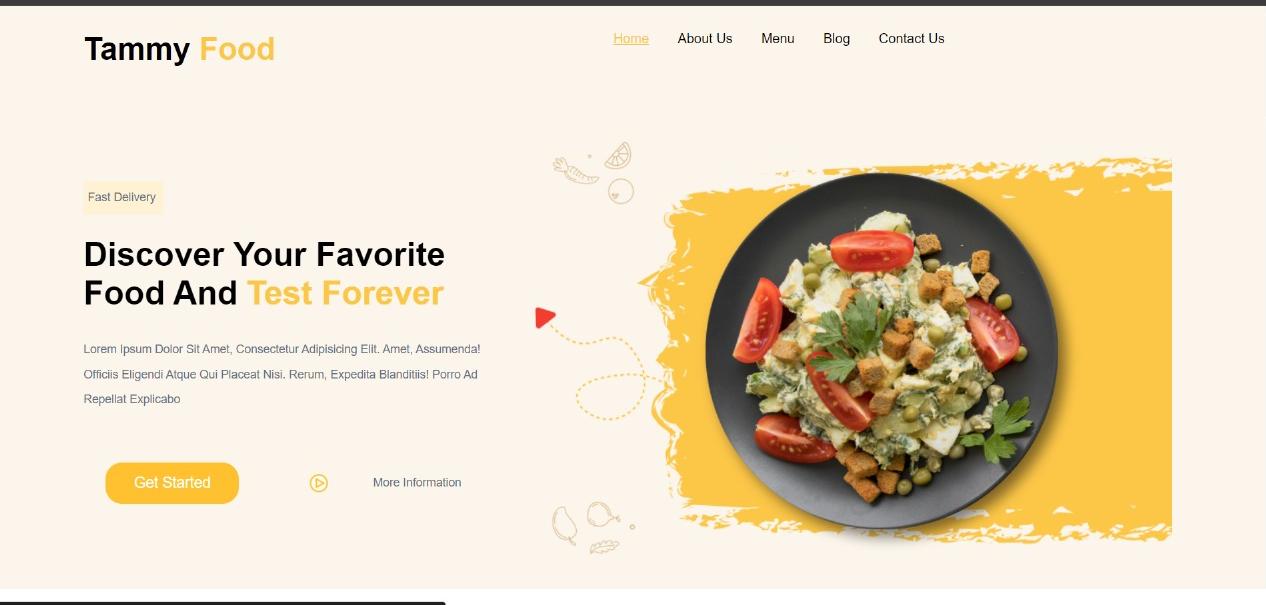 Tammy Food
Home About Us Menu Blog Contact Us
Fast Delivery
Discover Your Favorite
Food And Test Forever
Lorem Ipsum Dolor Sit Amet, Consectetur Adipisicing Elit. Amet, Assumenda!
Officiis Eligendi Atque Qui Placeat Nisi. Rerum, Expedita Blanditiis! Porro Ad
Repellat Explicabo
Get Started More Information